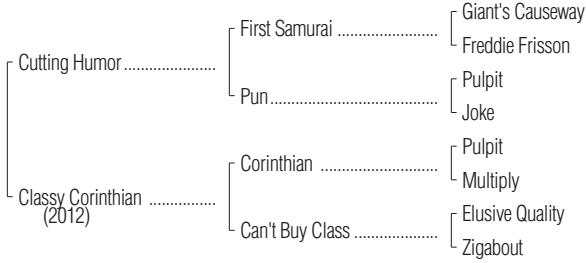 Giant's Causeway
First Samurai ........................
Freddie Frisson
Cutting Humor ......................
Pulpit
Pun........................................
Joke
Pulpit
Corinthian ............................
Multiply
Classy Corinthian ................
(2012)
Elusive Quality
Can't Buy Class ....................
Zigabout